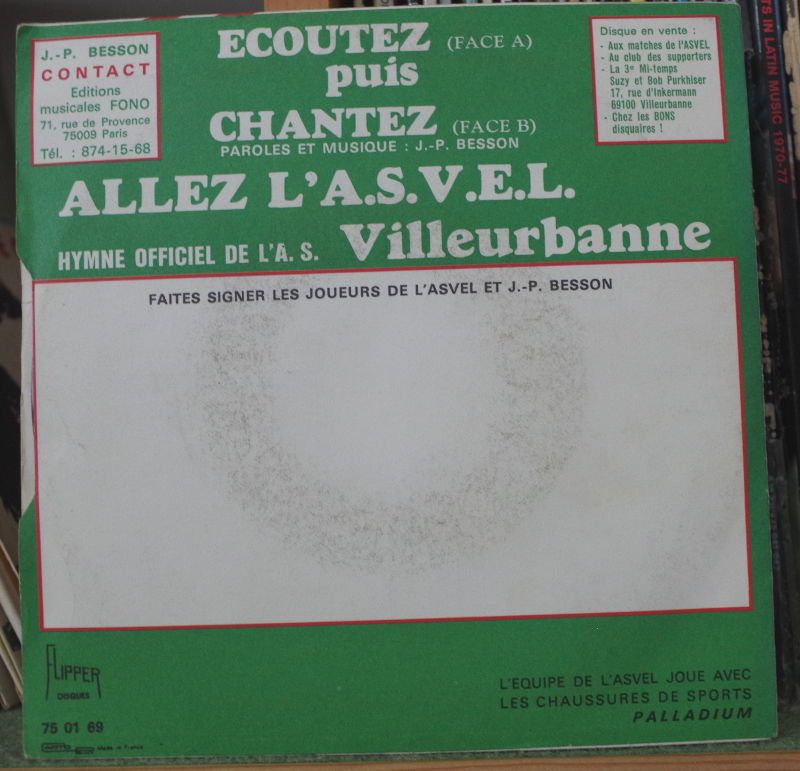 J.-P. BESSON
CONTACT
Editions
musicales FONO
71, rue de Provence
75009 Paris
Tél. : 874-15-68
ECOUTEZ (FACE A)
puis
CHANTEZ (FACE B)
PAROLES ET MUSIQUE : J.-P. BESSON
Disque en vente :
- Aux matches de l'ASVEL
- Au club des supporters
- La 3e Mi-temps
Suzy et Bob Purkhiser
17, rue d'Inkermann
69100 Villeurbanne
- Chez les BONS
disquaires !
ALLEZ L'A.S.V.E.L.
HYMNE OFFICIEL DE L'A. S. Villeurbanne
FAITES SIGNER LES JOUEURS DE L'ASVEL ET J.-P. BESSON
FLIPPER
DISQUES
75 01 69
Made in France
L'EQUIPE DE L'ASVEL JOUE AVEC
LES CHAUSSURES DE SPORTS
PALLADIUM
TS IN LATIN MUSIC 1970-77